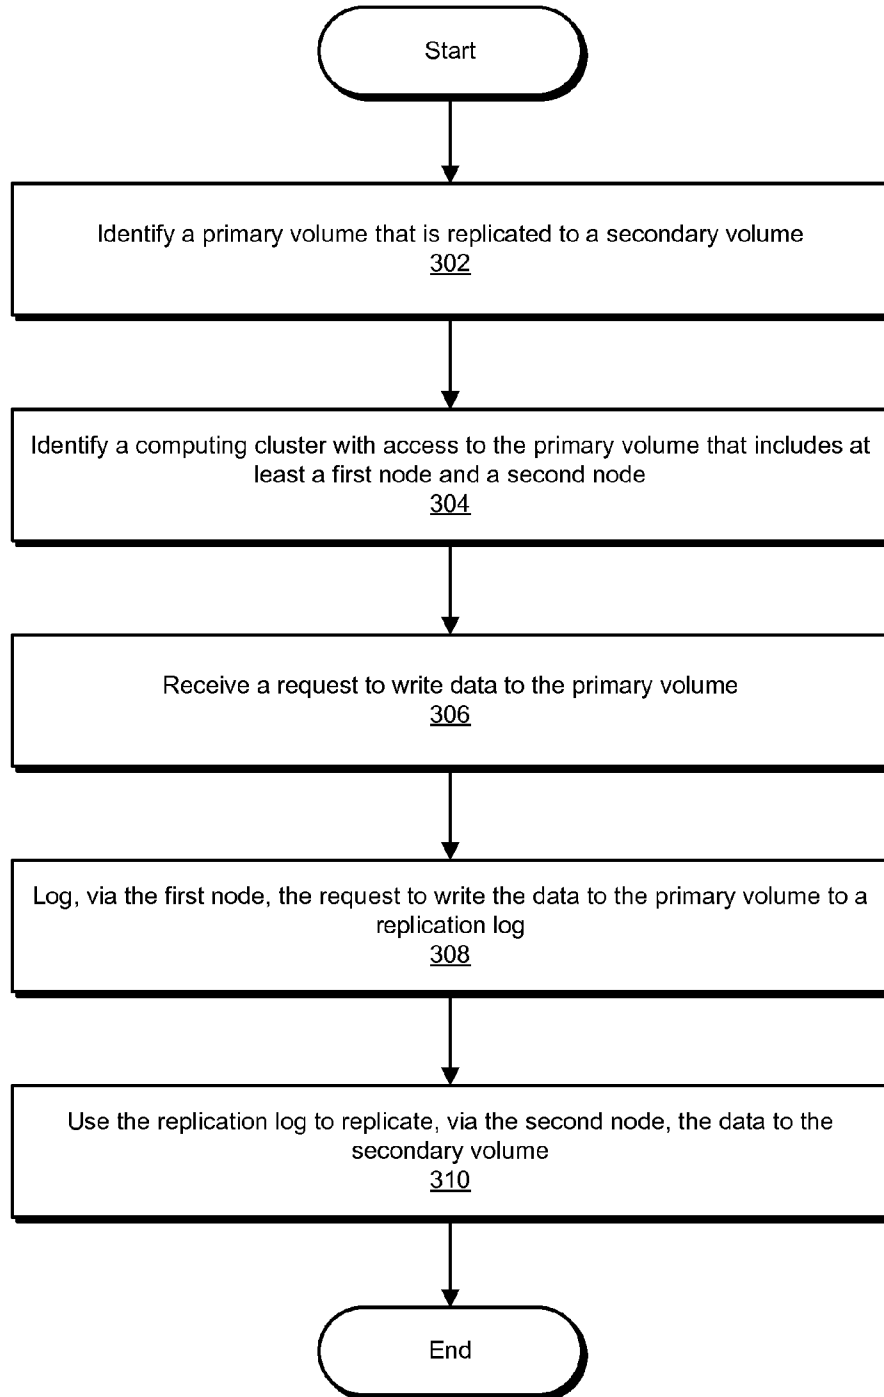 Start
Identify a primary volume that is replicated to a secondary volume
302
Identify a computing cluster with access to the primary volume that includes at
least a first node and a second node
304
Receive a request to write data to the primary volume
306
Log, via the first node, the request to write the data to the primary volume to a
replication log
308
Use the replication log to replicate, via the second node, the data to the
secondary volume
310
End